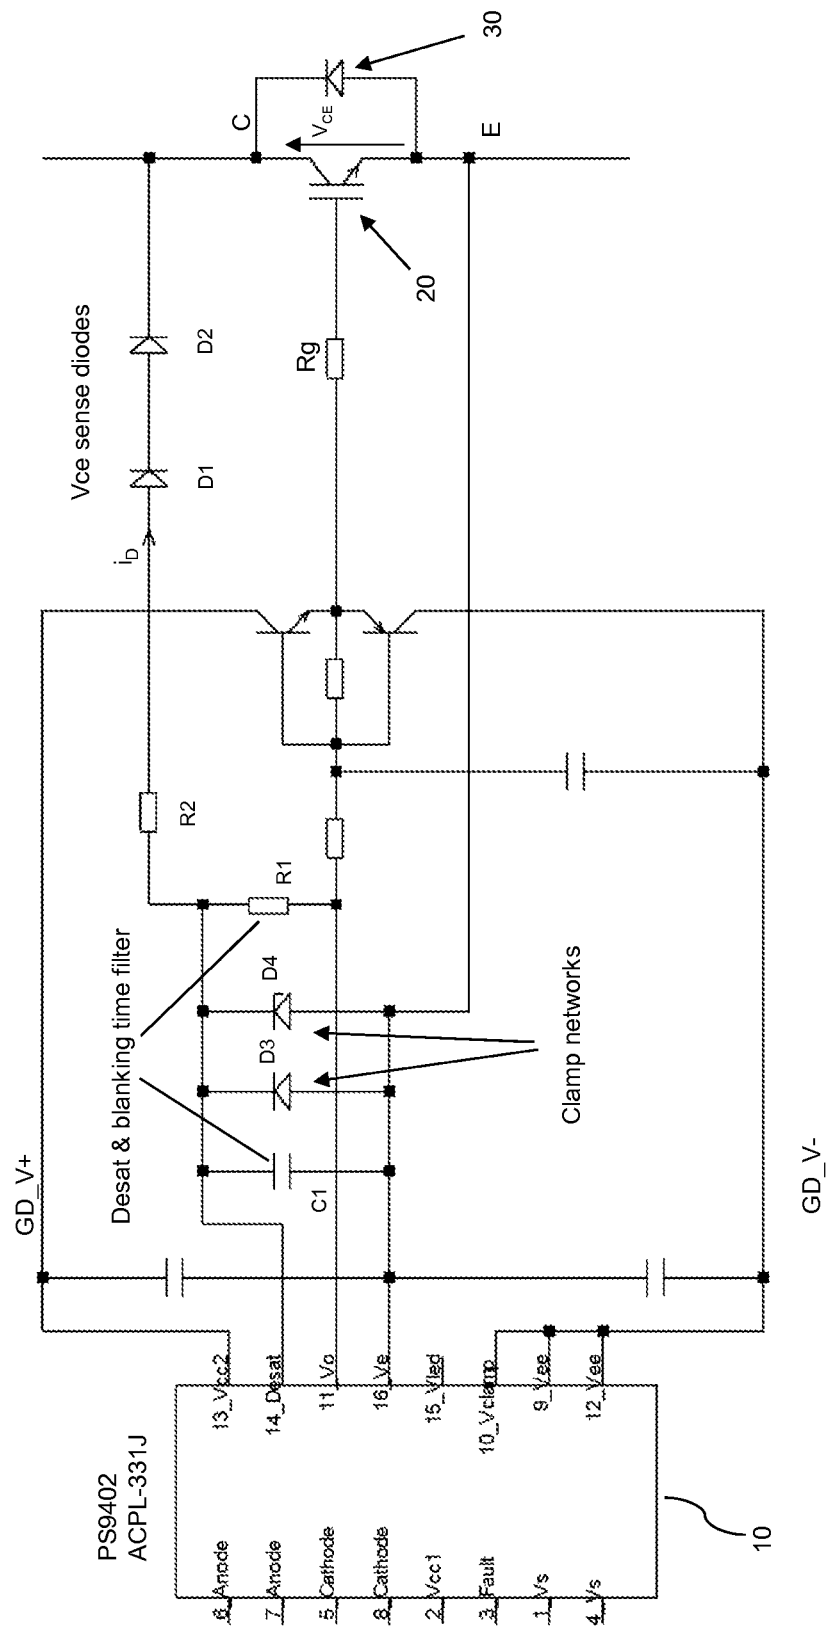 PS9402
ACPL-331J
6_Anode
7_Anode
5_Cathode
8_Cathode
2_Vcc1
3_Fault
1_Vs
4_Vs
13_Vcc2
14_Desat
11_Vo
16_Ve
15_Vled
10_Vclamp
9_Vee
12_Vee
10
GD_V+
GD_V-
Desat & blanking time filter
C1
D3
D4
R1
Clamp networks
R2
iD
Vce sense diodes
D1
D2
Rg
20
C
VCE
E
30